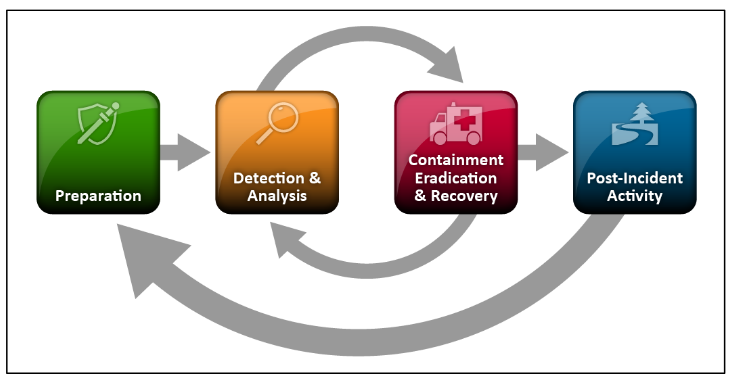 Preparation
Detection &
Analysis
Containment
Eradication
& Recovery
Post-Incident
Activity